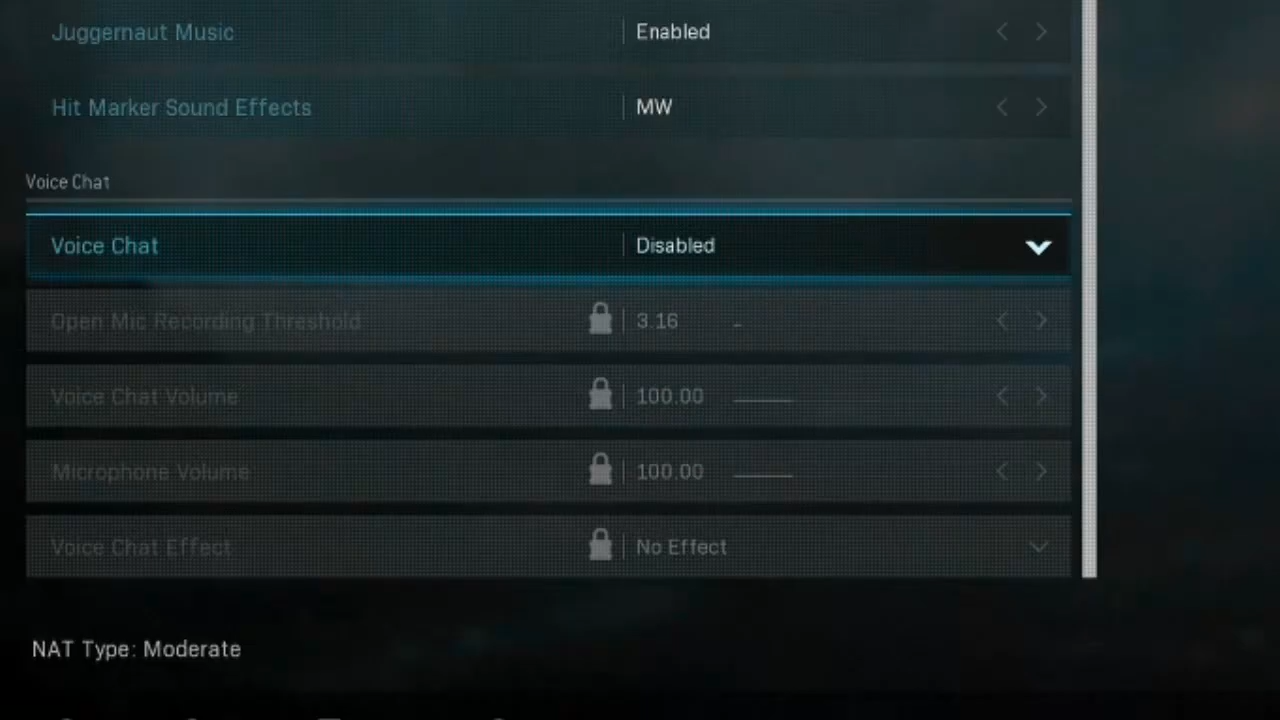 Juggernaut Music Enabled
Hit Marker Sound Effects MW
Voice Chat
Voice Chat Disabled
Open Mic Recording Threshold 3.16
Voice Chat Volume 100.00
Microphone Volume 100.00
Voice Chat Effect No Effect
NAT Type: Moderate